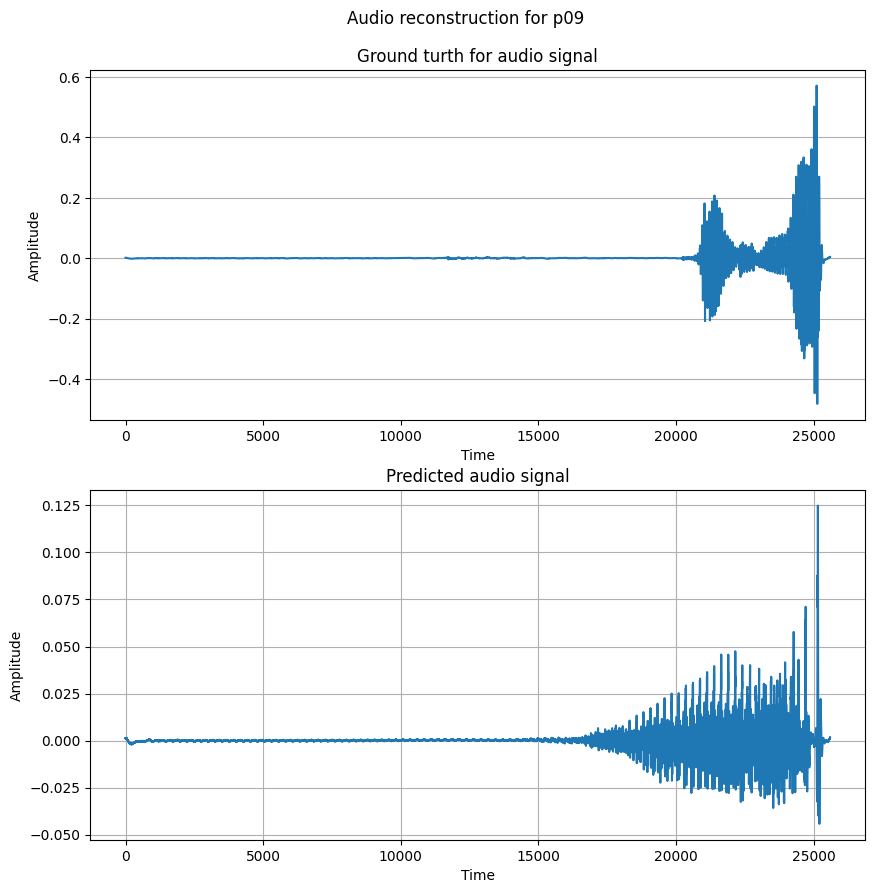 Audio reconstruction for p09
Ground turth for audio signal
0.6
0.4
0.2
0.0
−0.2
−0.4
Amplitude
0 5000 10000 15000 20000 25000
Time
Predicted audio signal
0.125
0.100
0.075
0.050
0.025
0.000
−0.025
−0.050
Amplitude
0 5000 10000 15000 20000 25000
Time